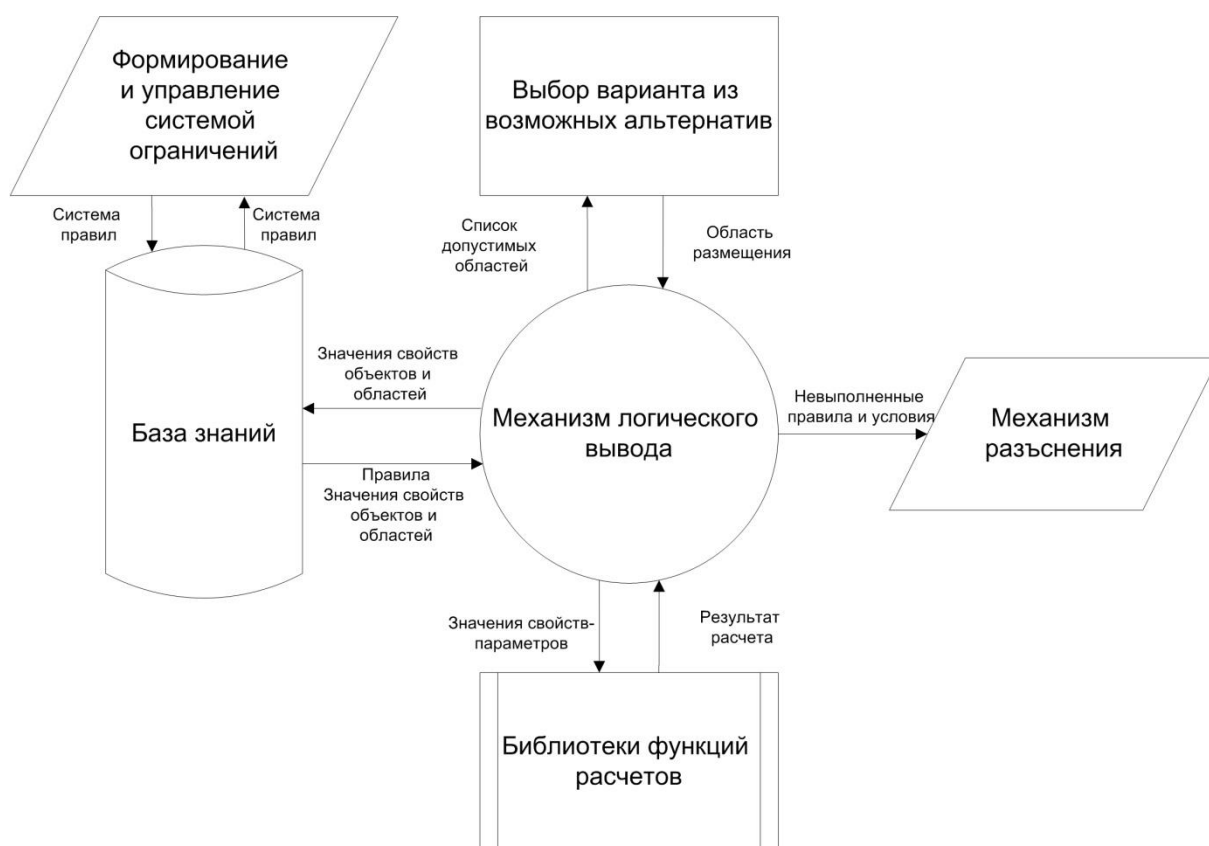 Формирование
и управление
системой
ограничений
Выбор варианта из
возможных альтернатив
Система
правил
Система
правил
Список
допустимых
областей
Область
размещения
Значения свойств
объектов и
областей
База знаний
Механизм логического
вывода
Невыполненные
правила и условия
Механизм
разъснения
Правила
Значения свойств
объектов и
областей
Значения свойств-
параметров
Результат
расчета
Библиотеки функций
расчетов